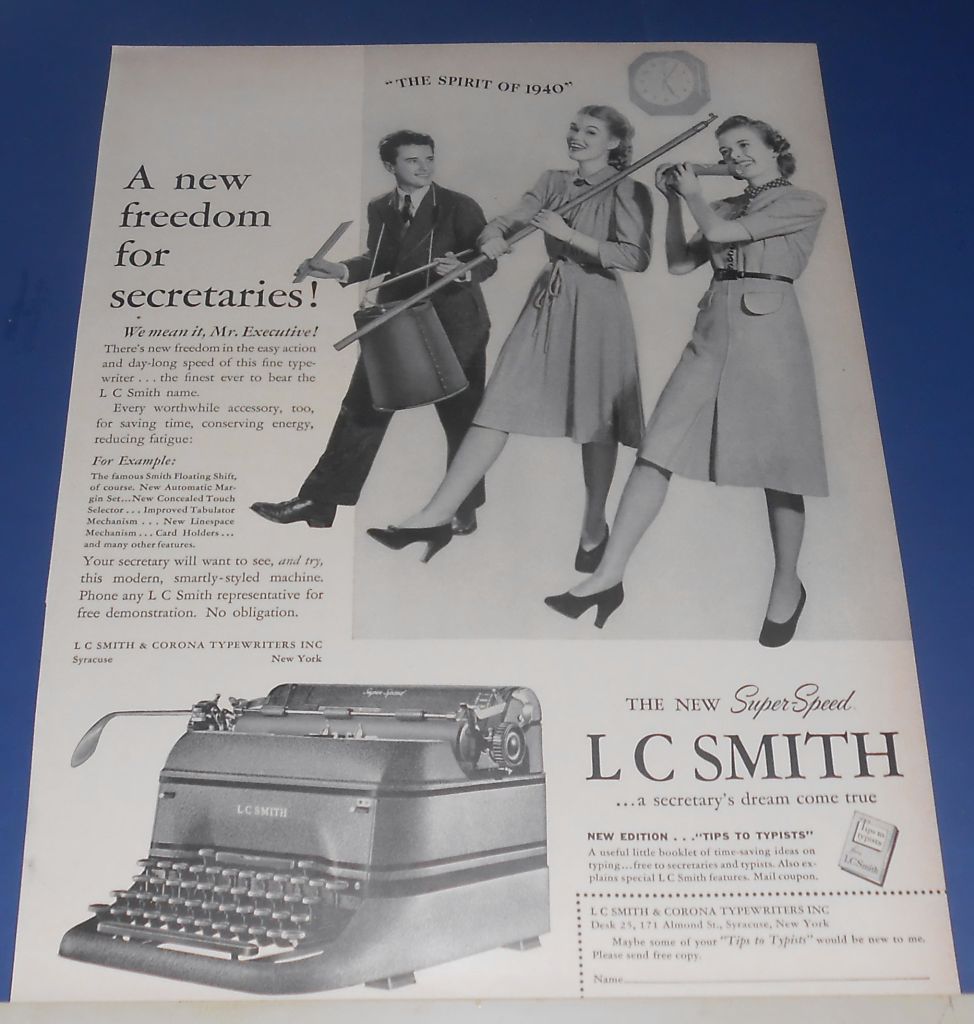 "THE SPIRIT OF 1940"
A new
freedom
for
secretaries!
We mean it, Mr. Executive!
There's new freedom in the easy action
and day-long speed of this fine type-
writer . . . the finest ever to bear the
L C Smith name.
Every worthwhile accessory, too,
for saving time, conserving energy,
reducing fatigue:
For Example:
The famous Smith Floating Shift,
of course. New Automatic Mar-
gin Set...New Concealed Touch
Selector . . . Improved Tabulator
Mechanism . . . New Linespace
Mechanism . . . Card Holders . . .
and many other features.
Your secretary will want to see, and try,
this modern, smartly-styled machine.
Phone any L C Smith representative for
free demonstration. No obligation.
L C SMITH & CORONA TYPEWRITERS INC
Syracuse New York
Super-Speed
L C SMITH
THE NEW Super-Speed
L C SMITH
...a secretary's dream come true
NEW EDITION . . . "TIPS TO TYPISTS"
A useful little booklet of time-saving ideas on
typing...free to secretaries and typists. Also ex-
plains special L C Smith features. Mail coupon.
Tips to
typists
from
L C Smith
L C SMITH & CORONA TYPEWRITERS INC
Desk 25, 171 Almond St., Syracuse, New York
Maybe some of your "Tips to Typists" would be new to me.
Please send free copy.
Name